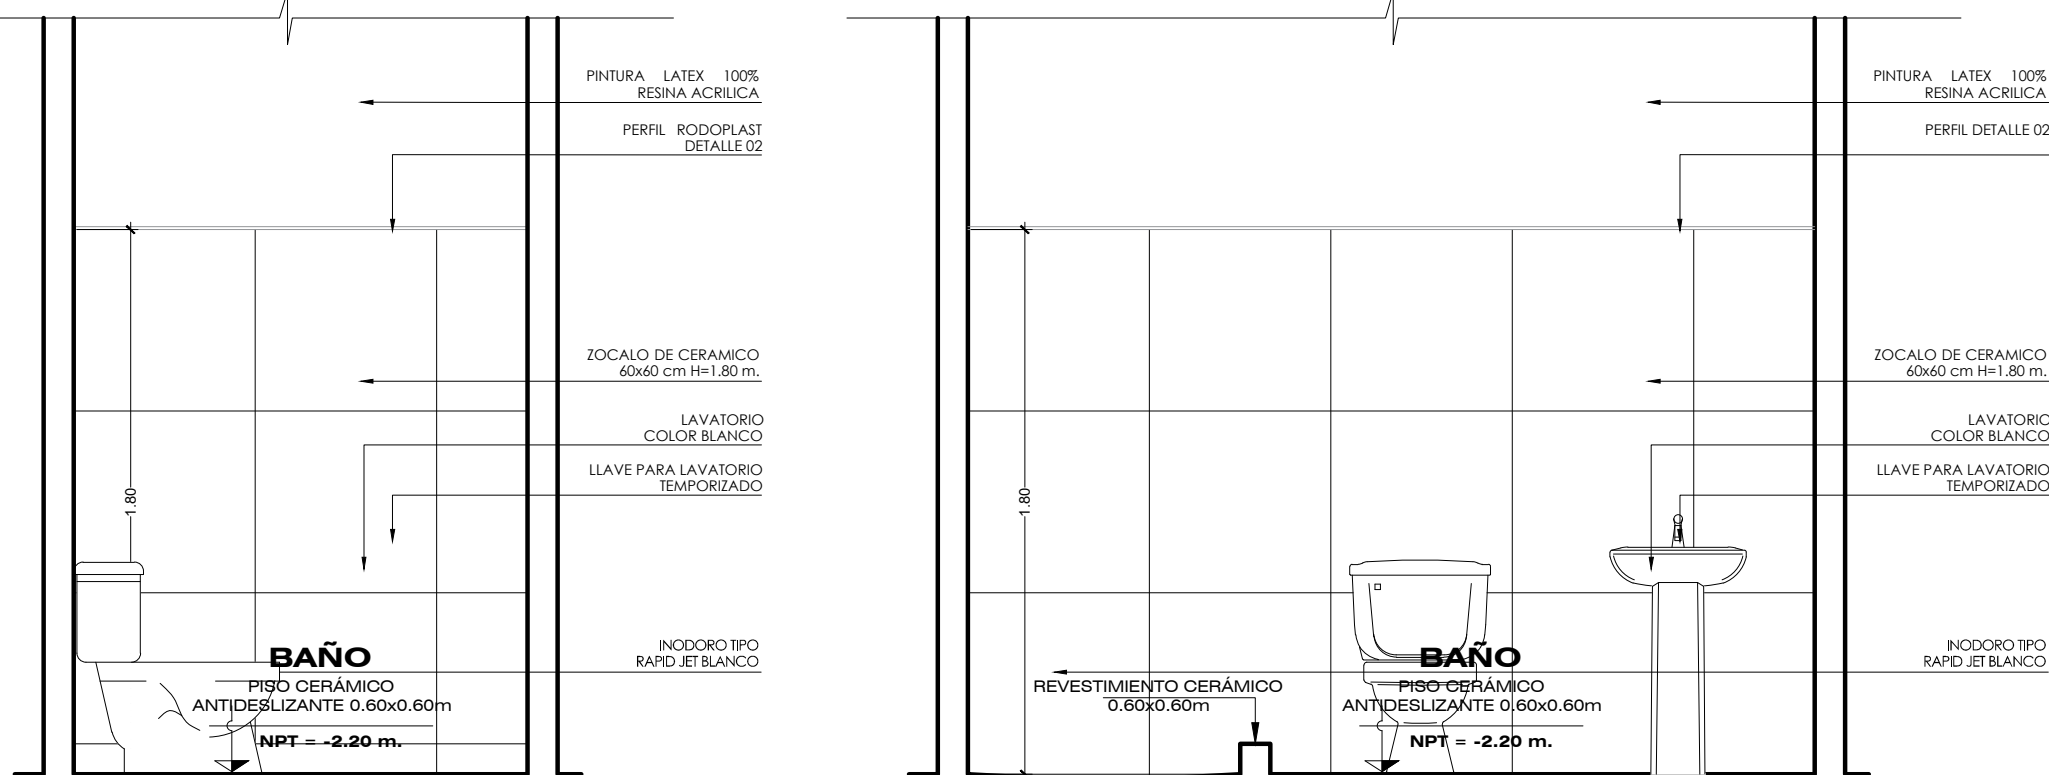 PINTURA LATEX 100%
RESINA ACRILICA
PERFIL RODOPLAST
DETALLE 02
ZOCALO DE CERAMICO
60x60 cm H=1.80 m.
LAVATORIO
COLOR BLANCO
LLAVE PARA LAVATORIO
TEMPORIZADO
1.80
INODORO TIPO
RAPID JET BLANCO
BAÑO
PISO CERÁMICO
ANTIDESLIZANTE 0.60x0.60m
NPT = -2.20 m.
PINTURA LATEX 100%
RESINA ACRILICA
PERFIL DETALLE 02
ZOCALO DE CERAMICO
60x60 cm H=1.80 m.
LAVATORIO
COLOR BLANCO
LLAVE PARA LAVATORIO
TEMPORIZADO
1.80
INODORO TIPO
RAPID JET BLANCO
REVESTIMIENTO CERÁMICO
0.60x0.60m
BAÑO
PISO CERÁMICO
ANTIDESLIZANTE 0.60x0.60m
NPT = -2.20 m.